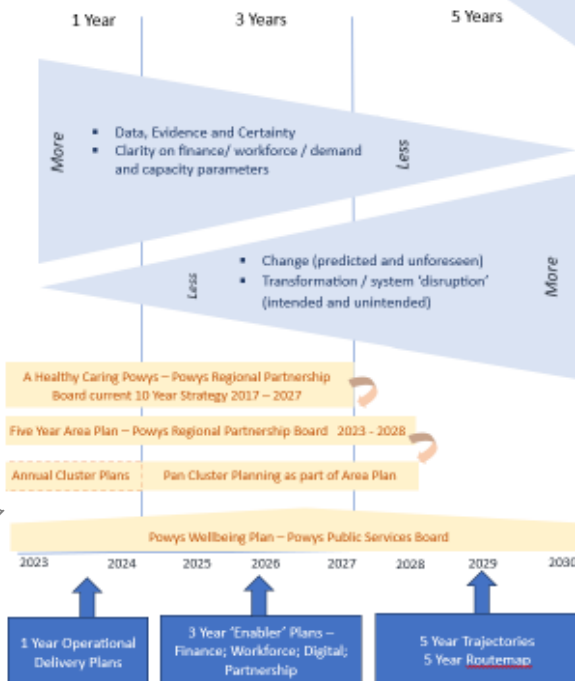 1 Year
3 Years
5 Years
More
▪ Data, Evidence and Certainty
▪ Clarity on finance/ workforce / demand
and capacity parameters
Less
Less
▪ Change (predicted and unforeseen)
▪ Transformation / system ‘disruption’
(intended and unintended)
More
A Healthy Caring Powys – Powys Regional Partnership
Board current 10 Year Strategy 2017 – 2027
Five Year Area Plan – Powys Regional Partnership Board 2023 - 2028
Annual Cluster Plans
Pan Cluster Planning as part of Area Plan
Powys Wellbeing Plan – Powys Public Services Board
2023 2024 2025 2026 2027 2028 2029 2030
1 Year Operational
Delivery Plans
3 Year ‘Enabler’ Plans –
Finance; Workforce; Digital;
Partnership
5 Year Trajectories
5 Year Routemap